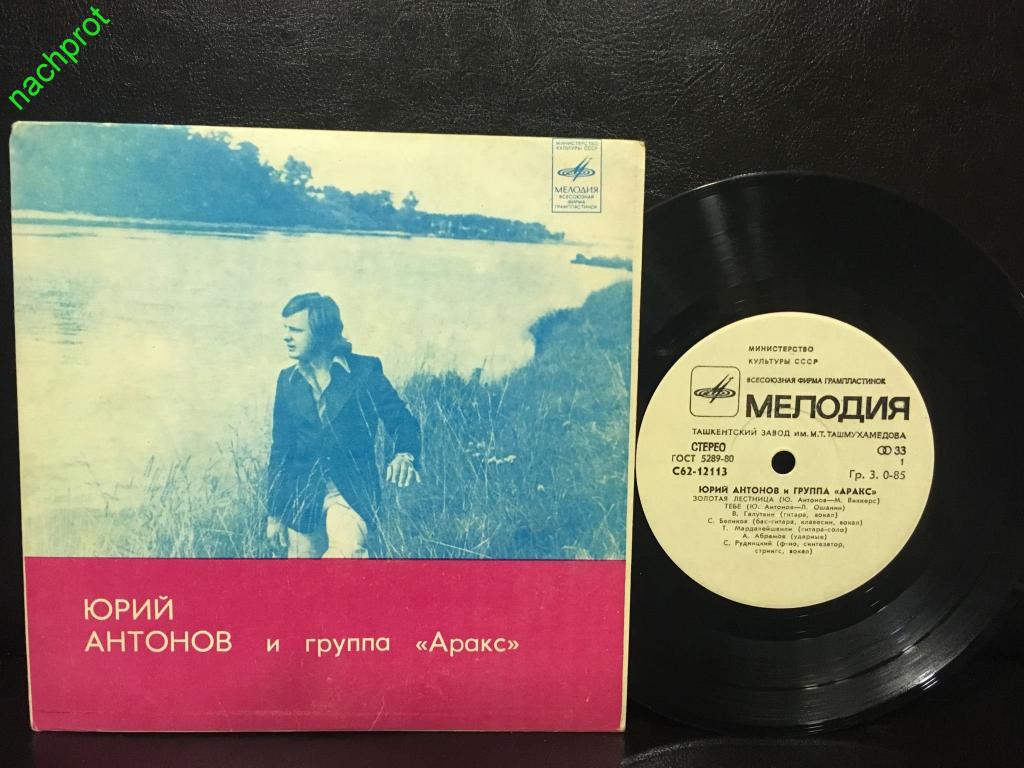 nachprot
МИНИСТЕРСТВО
КУЛЬТУРЫ СССР
МЕЛОДИЯ
ВСЕСОЮЗНАЯ
ФИРМА
ГРАМПЛАСТИНОК
ЮРИЙ
АНТОНОВ и группа «Аракс»
МИНИСТЕРСТВО
КУЛЬТУРЫ СССР
ВСЕСОЮЗНАЯ ФИРМА ГРАМПЛАСТИНОК
МЕЛОДИЯ
ТАШКЕНТСКИЙ ЗАВОД ИМ. М.Т. ТАШМУХАМЕДОВА
СТЕРЕО
ГОСТ 5289-80
С62-12113
33
1
Гр. 3. 0-85
ЮРИЙ АНТОНОВ и ГРУППА «АРАКС»
ЗОЛОТАЯ ЛЕСТНИЦА (Ю. Антонов—М. Виккерс)
ТЕБЕ (Ю. Антонов—Л. Ошанин)
В. Галутвин (гитара, вокал)
С. Беликов (бас-гитара, клавесин, вокал)
Т. Мардалейшвили (гитара-соло)
А. Абрамов (ударные)
С. Рудницкий (ф-но, синтезатор,
стрингс, вокал)